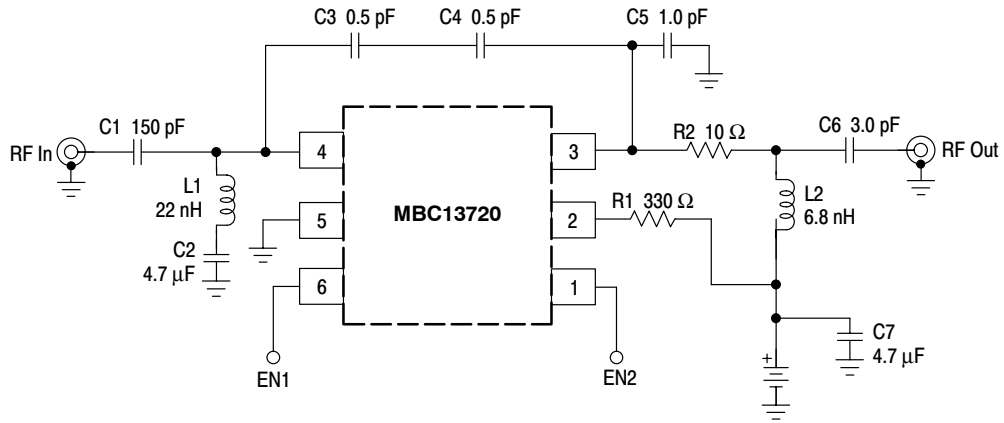 C3 0.5 pF
C4 0.5 pF
C5 1.0 pF
C1 150 pF
RF In
4
3
R2 10 Ω
C6 3.0 pF
RF Out
L1
22 nH
MBC13720
L2
6.8 nH
5
2
R1 330 Ω
C2
4.7 μF
6
1
C7
4.7 μF
+
EN1
EN2